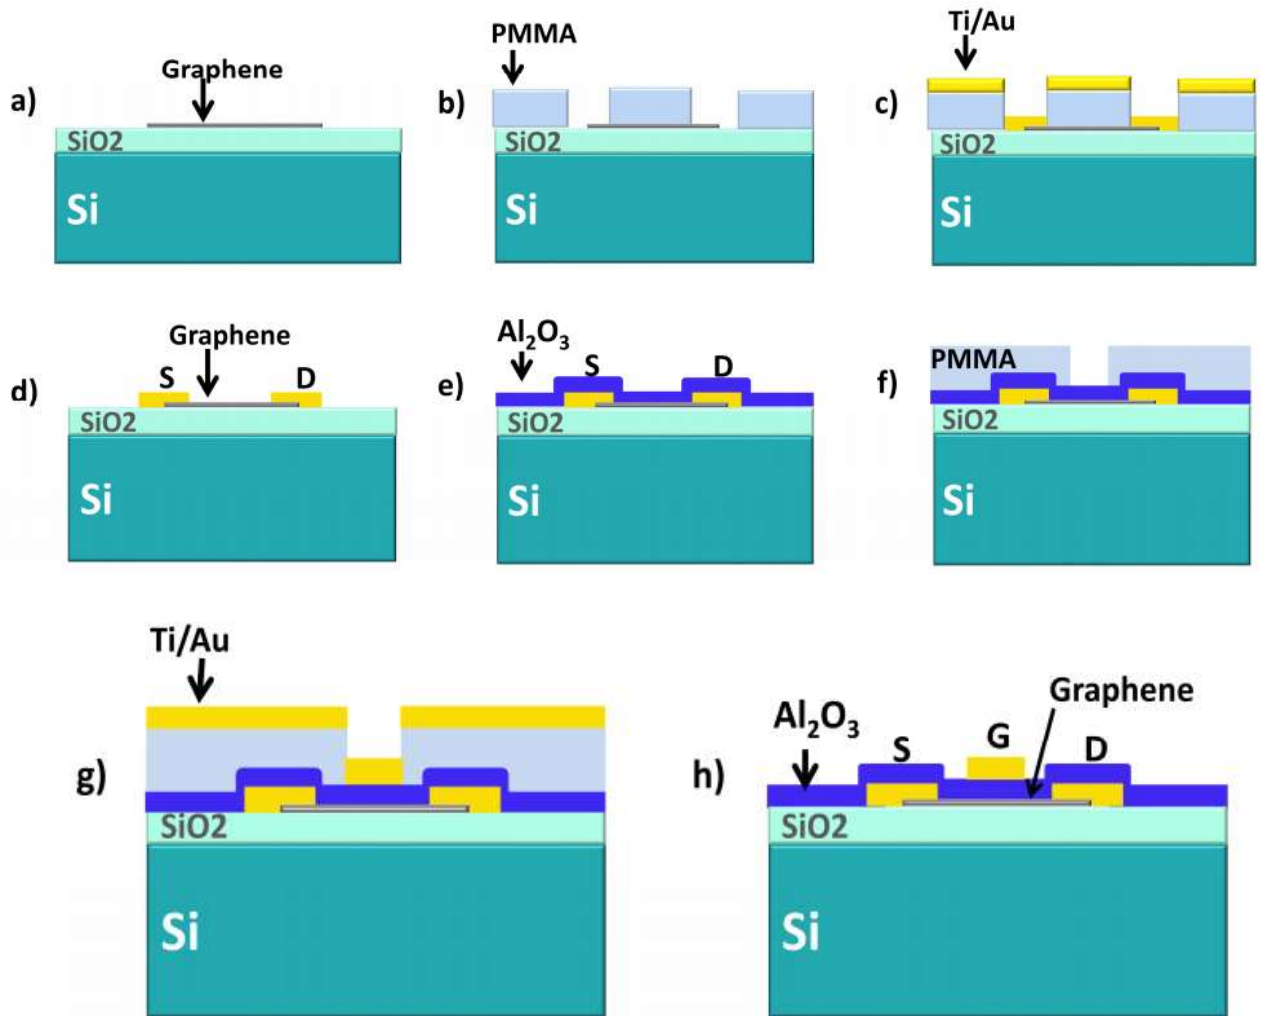 a)
Graphene
SiO2
Si
b)
PMMA
SiO2
Si
c)
Ti/Au
SiO2
Si
d)
Graphene
S D
SiO2
Si
e)
Al₂O₃
S D
SiO2
Si
f)
PMMA
SiO2
Si
g)
Ti/Au
SiO2
Si
h)
Al₂O₃
Graphene
S G D
SiO2
Si